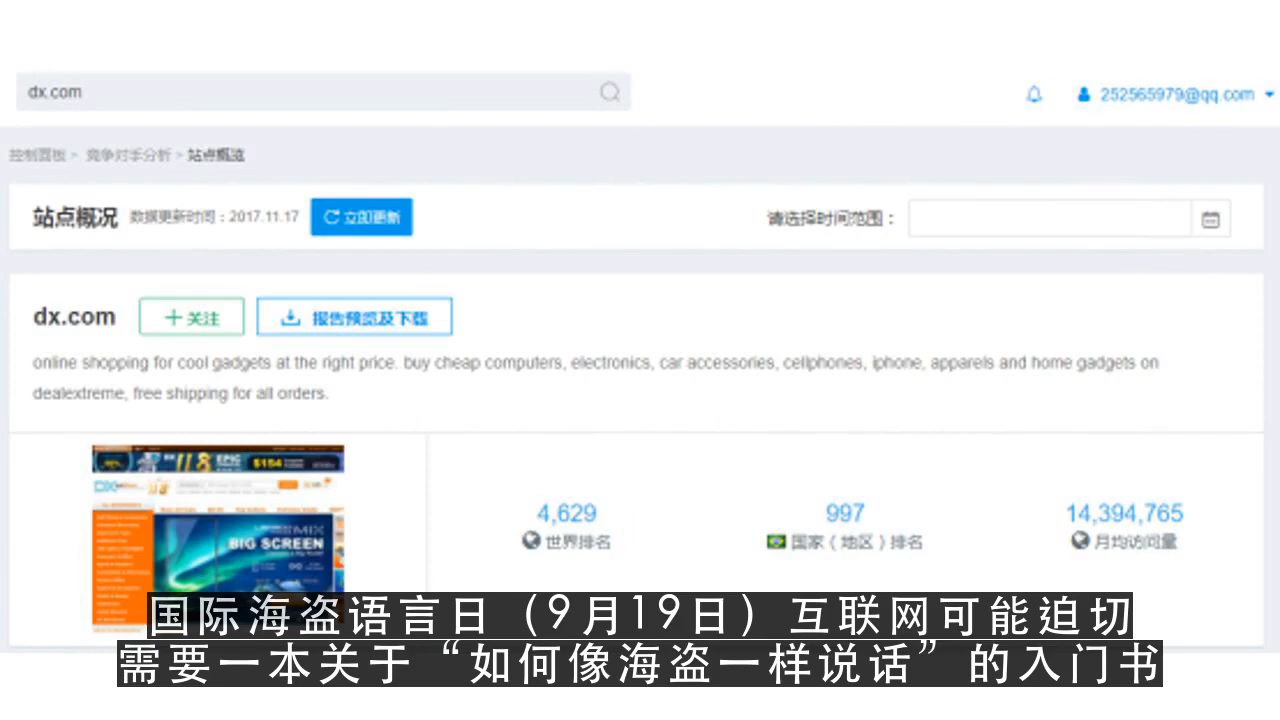 dx.com
252565979@qq.com
控制面板 > 竞争对手分析 > 站点概览
站点概况 数据更新时间：2017.11.17 立即更新 请选择时间范围：
dx.com 关注 报告预览及下载
online shopping for cool gadgets at the right price. buy cheap computers, electronics, car accessories, cellphones, iphone, apparels and home gadgets on
dealextreme, free shipping for all orders.
BIG SCREEN
4,629 997 14,394,765
世界排名 国家（地区）排名 月均访问量
国际海盗语言日（9月19日）互联网可能迫切
需要一本关于“如何像海盗一样说话”的入门书